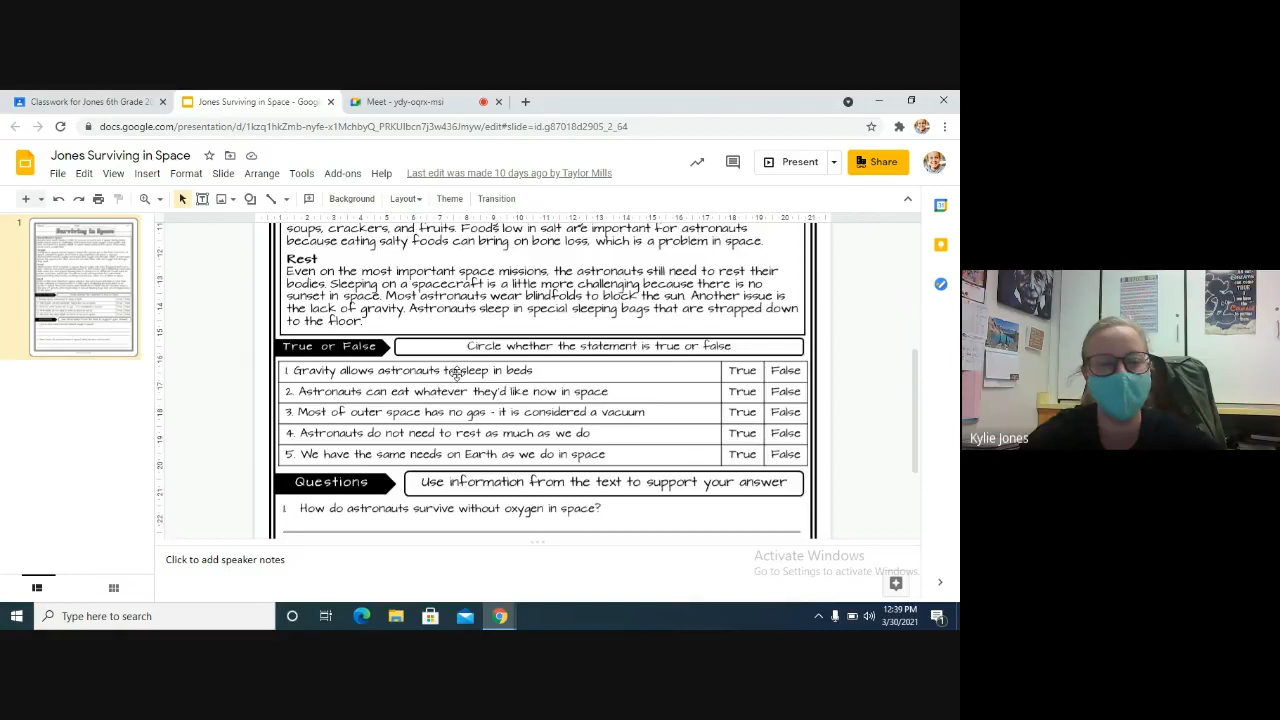 Classwork for Jones 6th Grade 2
Jones Surviving in Space - Goog
Meet - ydy-oqrx-msi
docs.google.com/presentation/d/1kzq1hkZmb-nyfe-x1MchbyQ_PRKUIbcn7j3w436Jmyw/edit#slide=id.g87018d2905_2_64
Jones Surviving in Space
Present
Share
File Edit View Insert Format Slide Arrange Tools Add-ons Help Last edit was made 10 days ago by Taylor Mills
Background Layout Theme Transition
1
Surviving in Space
soups, crackers, and fruits. Foods low in salt are important for astronauts
because eating salty foods can bring on bone loss, which is a problem in space.
Rest
Even on the most important space missions, the astronauts still need to rest their
bodies. Sleeping on a spacecraft is a little more challenging because there is no
sunset in space. Most astronauts wear blindfolds to block the sun. Another issue is
the lack of gravity. Astronauts sleep in special sleeping bags that are strapped down
to the floor.
True or False Circle whether the statement is true or false
1. Gravity allows astronauts to sleep in beds True False
2. Astronauts can eat whatever they'd like now in space True False
3. Most of outer space has no gas - it is considered a vacuum True False
4. Astronauts do not need to rest as much as we do True False
5. We have the same needs on Earth as we do in space True False
Questions Use information from the text to support your answer
1. How do astronauts survive without oxygen in space?
Click to add speaker notes
Activate Windows
Go to Settings to activate Windows.
Type here to search
12:39 PM
3/30/2021
Kylie Jones